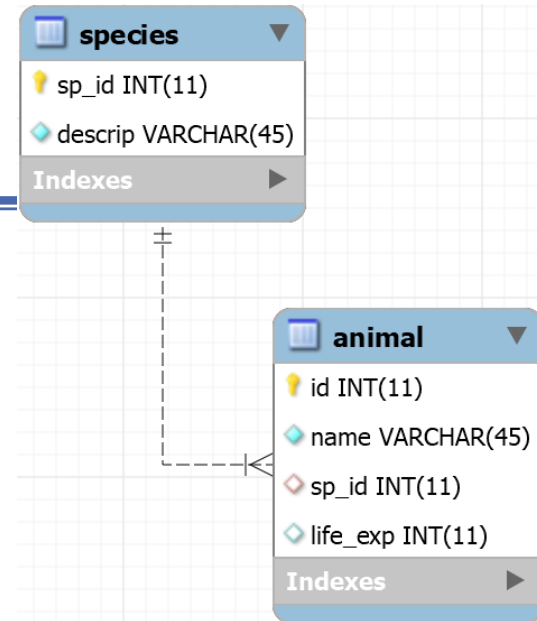 species
sp_id INT(11)
descrip VARCHAR(45)
Indexes
animal
id INT(11)
name VARCHAR(45)
sp_id INT(11)
life_exp INT(11)
Indexes